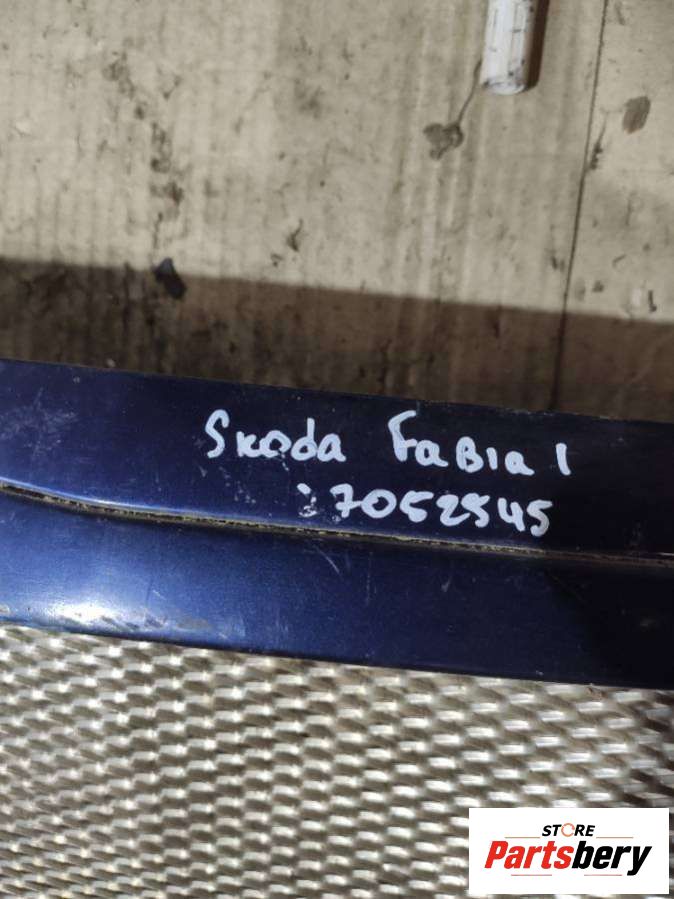 Skoda Fabia 1
7052545
STORE
Partsbery